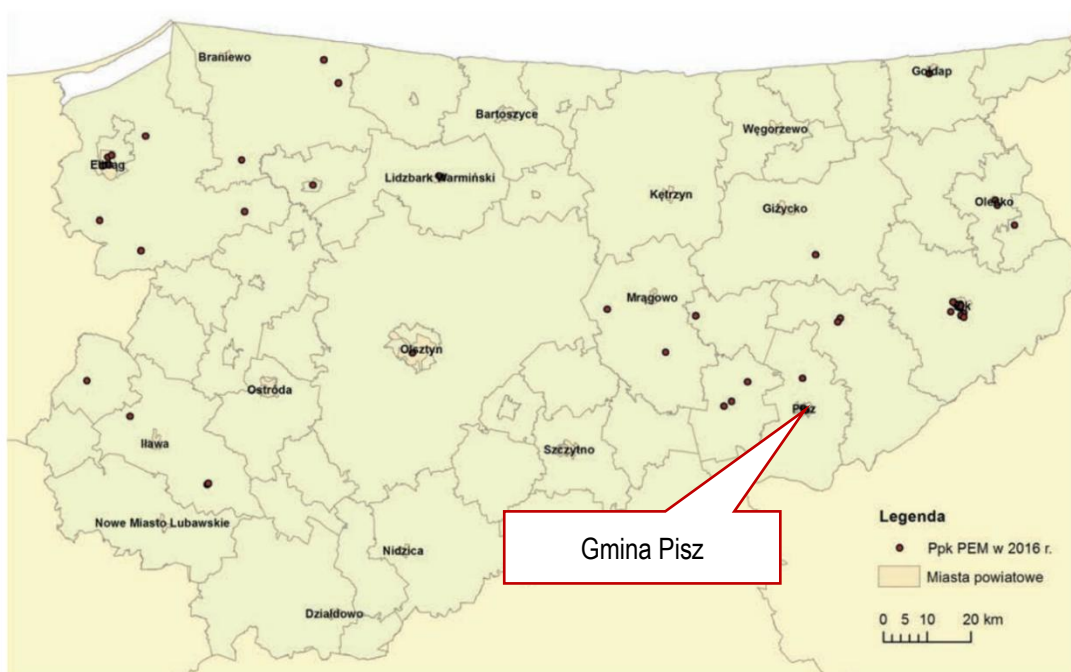 Braniewo
Gołdap
Bartoszyce
Węgorzewo
Elbląg
Lidzbark Warmiński
Kętrzyn
Giżycko
Olecko
Mrągowo
Ełk
Olsztyn
Ostróda
Pisz
Iława
Szczytno
Nowe Miasto Lubawskie
Nidzica
Działdowo
Gmina Pisz
Legenda
Ppk PEM w 2016 r.
Miasta powiatowe
0 5 10 20 km